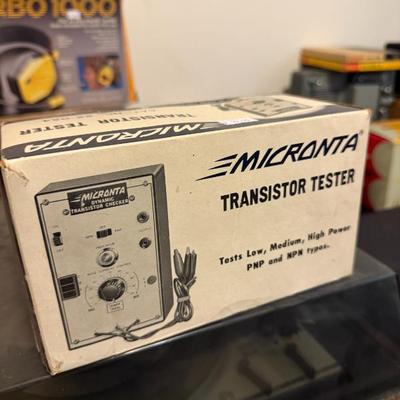 RBO 1000
MICRONTA
TRANSISTOR TESTER
MICRONTA®
TRANSISTOR TESTER
Tests Low, Medium, High Power
PNP and NPN types.
MICRONTA
DYNAMIC
TRANSISTOR CHECKER